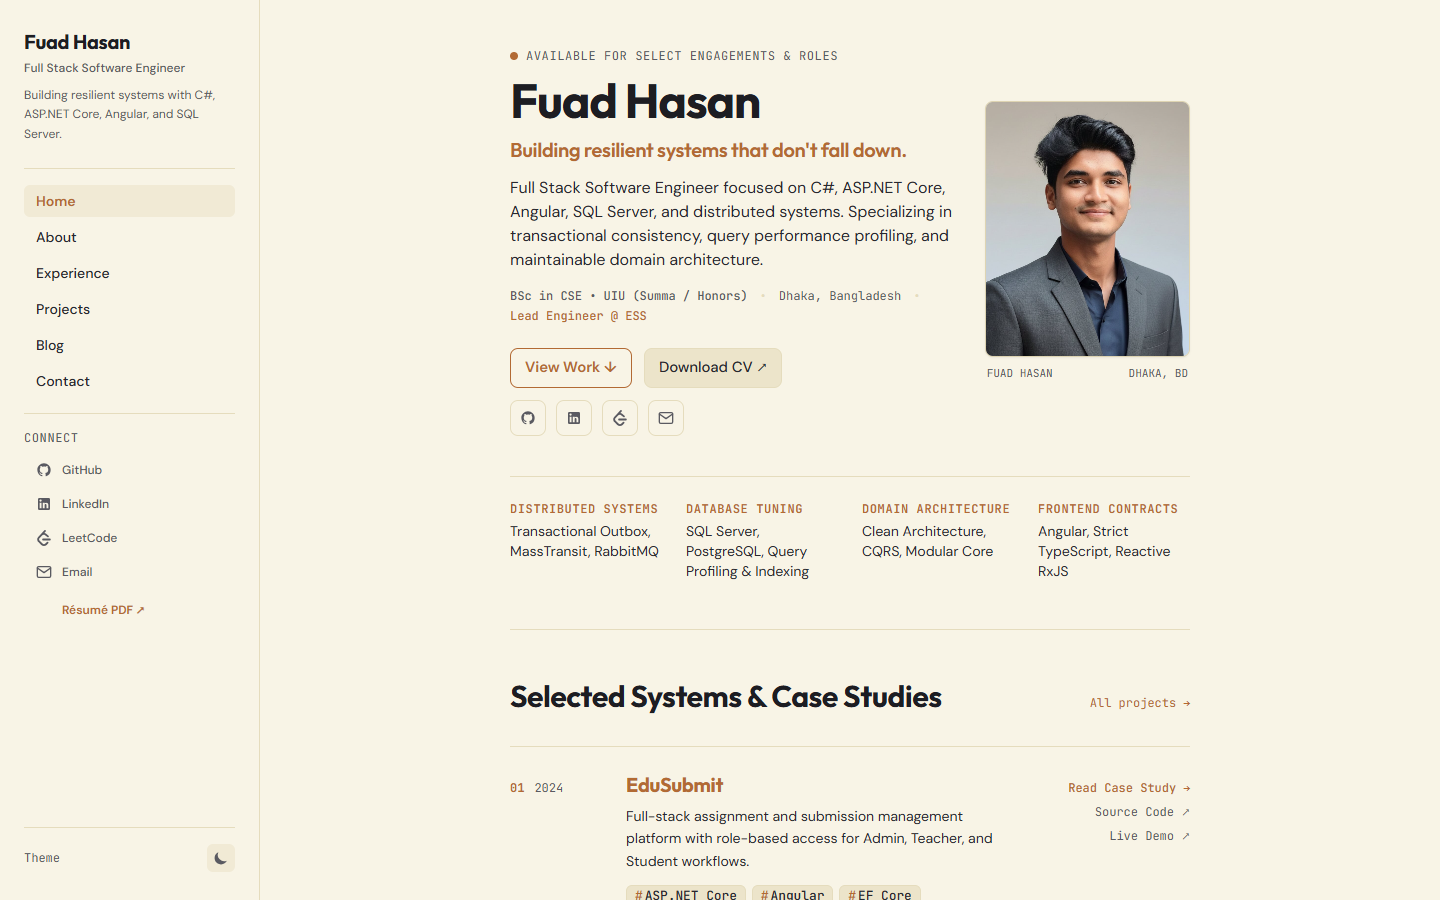 Fuad Hasan
Full Stack Software Engineer
Building resilient systems with C#,
ASP.NET Core, Angular, and SQL
Server.
Home
About
Experience
Projects
Blog
Contact
CONNECT
GitHub
LinkedIn
LeetCode
Email
Résumé PDF ↗
Theme
AVAILABLE FOR SELECT ENGAGEMENTS & ROLES
Fuad Hasan
Building resilient systems that don't fall down.
Full Stack Software Engineer focused on C#, ASP.NET Core,
Angular, SQL Server, and distributed systems. Specializing in
transactional consistency, query performance profiling, and
maintainable domain architecture.
BSc in CSE • UIU (Summa / Honors) • Dhaka, Bangladesh •
Lead Engineer @ ESS
View Work ↓
Download CV ↗
FUAD HASAN DHAKA, BD
DISTRIBUTED SYSTEMS
Transactional Outbox,
MassTransit, RabbitMQ
DATABASE TUNING
SQL Server,
PostgreSQL, Query
Profiling & Indexing
DOMAIN ARCHITECTURE
Clean Architecture,
CQRS, Modular Core
FRONTEND CONTRACTS
Angular, Strict
TypeScript, Reactive
RxJS
Selected Systems & Case Studies
All projects →
01 2024
EduSubmit
Full-stack assignment and submission management
platform with role-based access for Admin, Teacher, and
Student workflows.
#ASP.NET Core #Angular #EF Core
Read Case Study →
Source Code ↗
Live Demo ↗